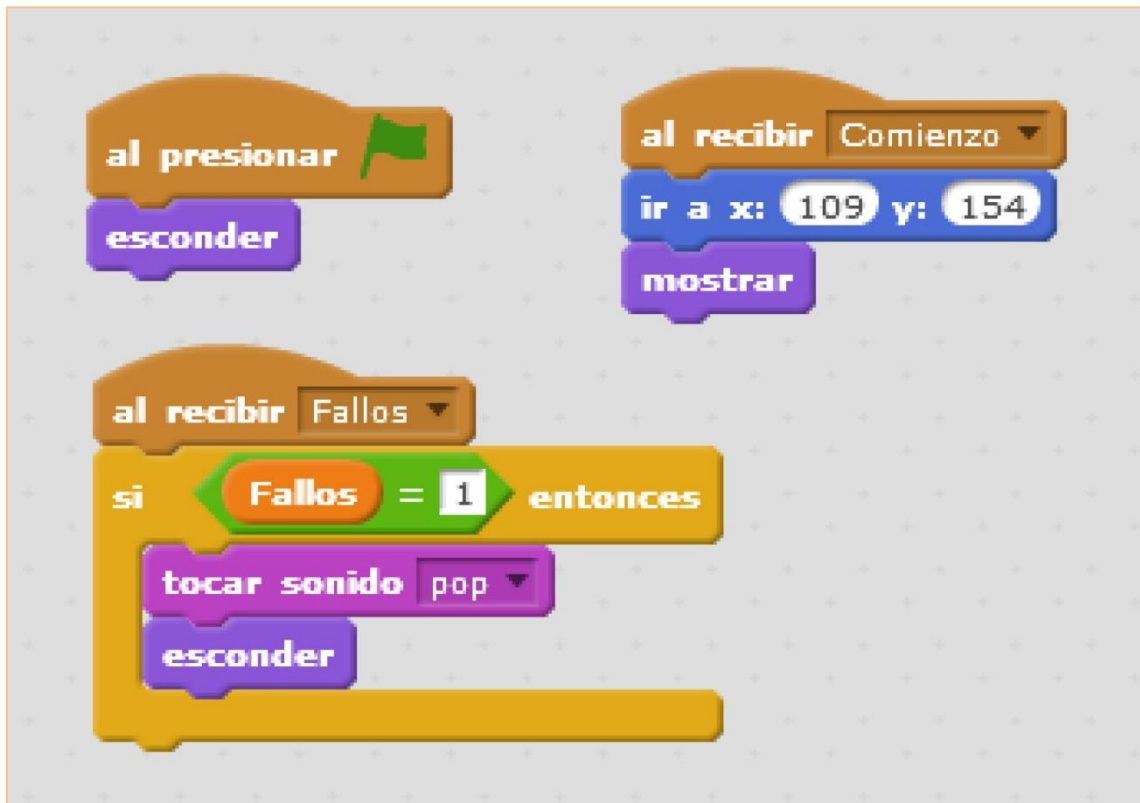 al presionar
esconder
al recibir Comienzo
ir a x: 109 y: 154
mostrar
al recibir Fallos
si Fallos = 1 entonces
tocar sonido pop
esconder